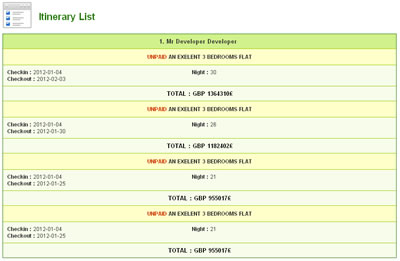 Itinerary List
1. Mr Developer Developer
UNPAID AN EXELENT 3 BEDROOMS FLAT
Checkin : 2012-01-04 Night : 30
Checkout : 2012-02-03
TOTAL : GBP 1364310£
UNPAID AN EXELENT 3 BEDROOMS FLAT
Checkin : 2012-01-04 Night : 26
Checkout : 2012-01-30
TOTAL : GBP 1182402£
UNPAID AN EXELENT 3 BEDROOMS FLAT
Checkin : 2012-01-04 Night : 21
Checkout : 2012-01-25
TOTAL : GBP 955017£
UNPAID AN EXELENT 3 BEDROOMS FLAT
Checkin : 2012-01-04 Night : 21
Checkout : 2012-01-25
TOTAL : GBP 955017£